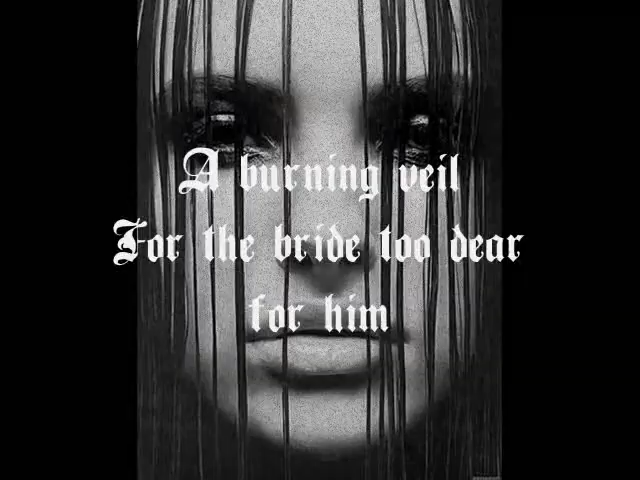 A burning veil
For the bride too dear
for him